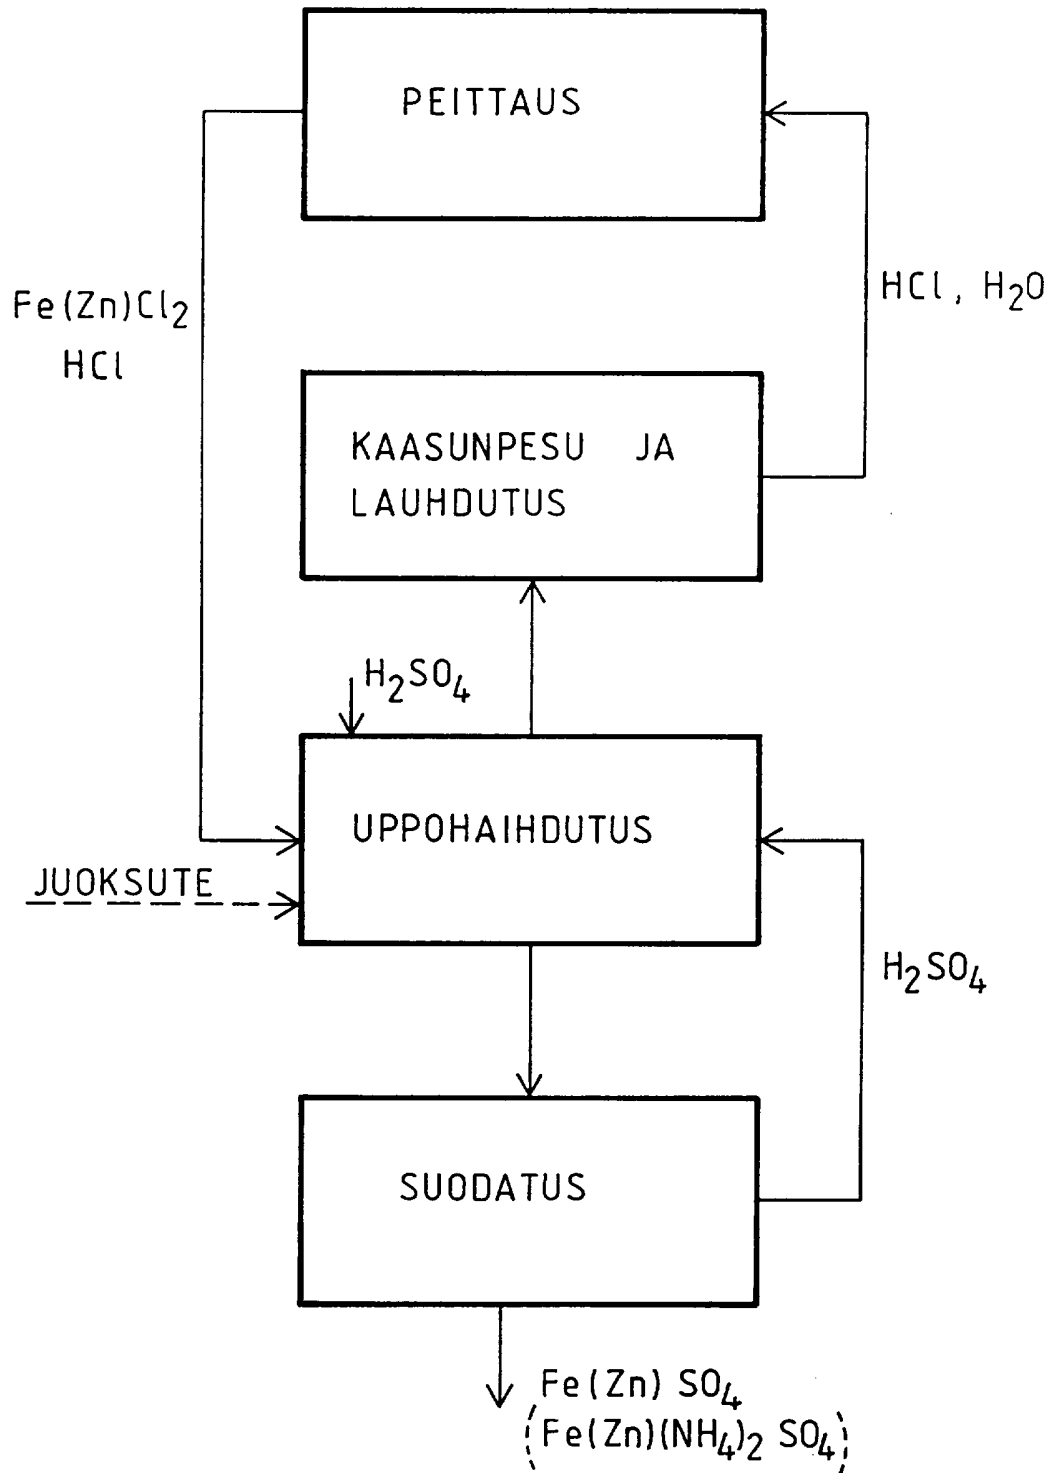 PEITTAUS
Fe(Zn)Cl₂
HCl
HCl, H₂O
KAASUNPESU JA
LAUHDUTUS
H₂SO₄
UPPOHAIHDUTUS
JUOKSUTE
H₂SO₄
SUODATUS
Fe(Zn) SO₄
(Fe(Zn)(NH₄)₂ SO₄)